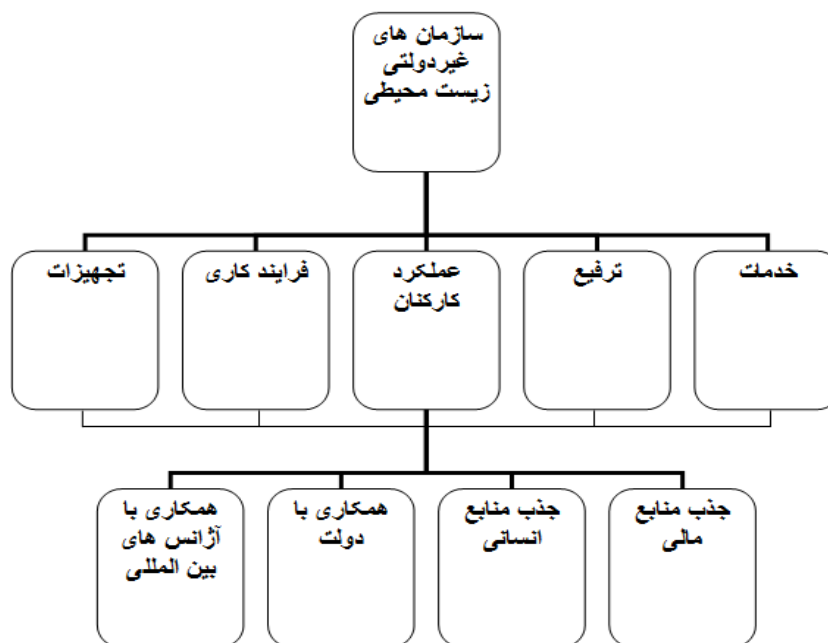 سازمان های
غیردولتی
زیست محیطی
خدمات
ترفیع
عملکرد
کارکنان
فرایند کاری
تجهیزات
جذب منابع
مالی
جذب منابع
انسانی
همکاری با
دولت
همکاری با
آژانس های
بین المللی